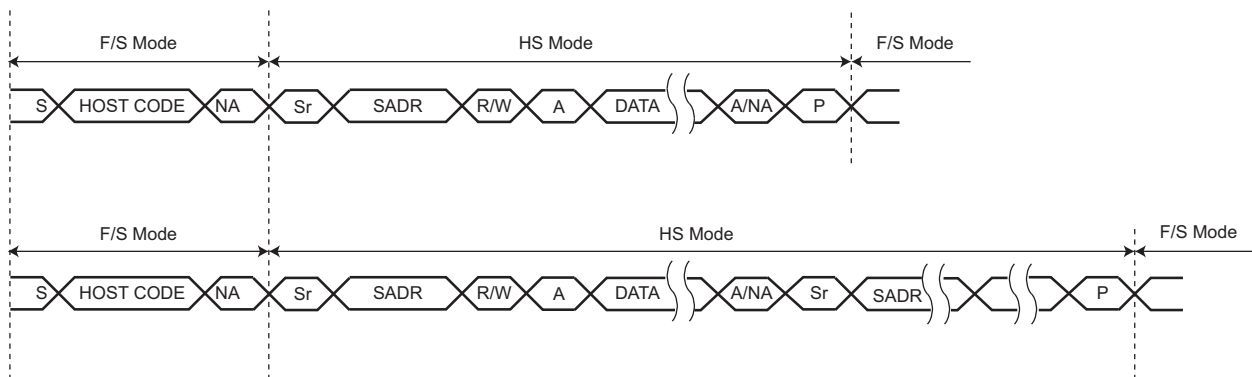 F/S Mode HS Mode F/S Mode
S HOST CODE NA Sr SADR R/W A DATA A/NA P
F/S Mode HS Mode F/S Mode
S HOST CODE NA Sr SADR R/W A DATA A/NA Sr SADR P